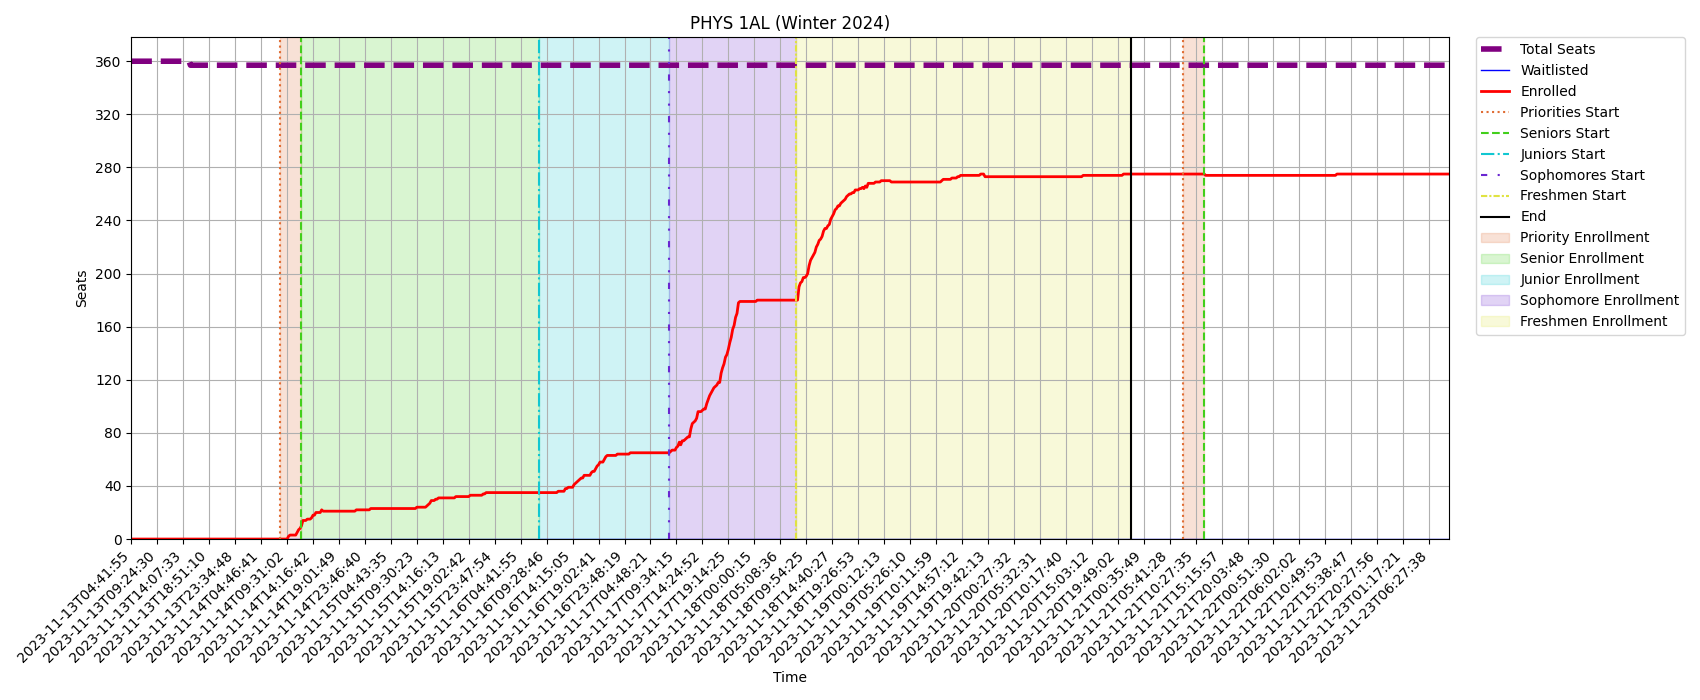 PHYS 1AL (Winter 2024)
Seats
360
320
280
240
200
160
120
80
40
0
2023-11-13T04:41:55
2023-11-13T09:24:30
2023-11-13T14:07:33
2023-11-13T18:51:10
2023-11-13T23:34:48
2023-11-14T04:46:41
2023-11-14T09:31:02
2023-11-14T14:16:42
2023-11-14T19:01:49
2023-11-14T23:46:40
2023-11-15T04:43:35
2023-11-15T09:30:23
2023-11-15T14:16:13
2023-11-15T19:02:42
2023-11-15T23:47:54
2023-11-16T04:41:55
2023-11-16T09:28:46
2023-11-16T14:15:05
2023-11-16T19:02:41
2023-11-16T23:48:19
2023-11-17T04:48:21
2023-11-17T09:34:15
2023-11-17T14:24:52
2023-11-17T19:14:25
2023-11-18T00:00:15
2023-11-18T05:08:36
2023-11-18T09:54:25
2023-11-18T14:40:27
2023-11-18T19:26:53
2023-11-19T00:12:13
2023-11-19T05:26:10
2023-11-19T10:11:59
2023-11-19T14:57:12
2023-11-19T19:42:13
2023-11-20T00:27:32
2023-11-20T05:32:31
2023-11-20T10:17:40
2023-11-20T15:03:12
2023-11-20T19:49:02
2023-11-21T00:35:49
2023-11-21T05:41:28
2023-11-21T10:27:35
2023-11-21T15:15:57
2023-11-21T20:03:48
2023-11-22T00:51:30
2023-11-22T06:02:02
2023-11-22T10:49:53
2023-11-22T15:38:47
2023-11-22T20:27:56
2023-11-23T01:17:21
2023-11-23T06:27:38
Time
Total Seats
Waitlisted
Enrolled
Priorities Start
Seniors Start
Juniors Start
Sophomores Start
Freshmen Start
End
Priority Enrollment
Senior Enrollment
Junior Enrollment
Sophomore Enrollment
Freshmen Enrollment